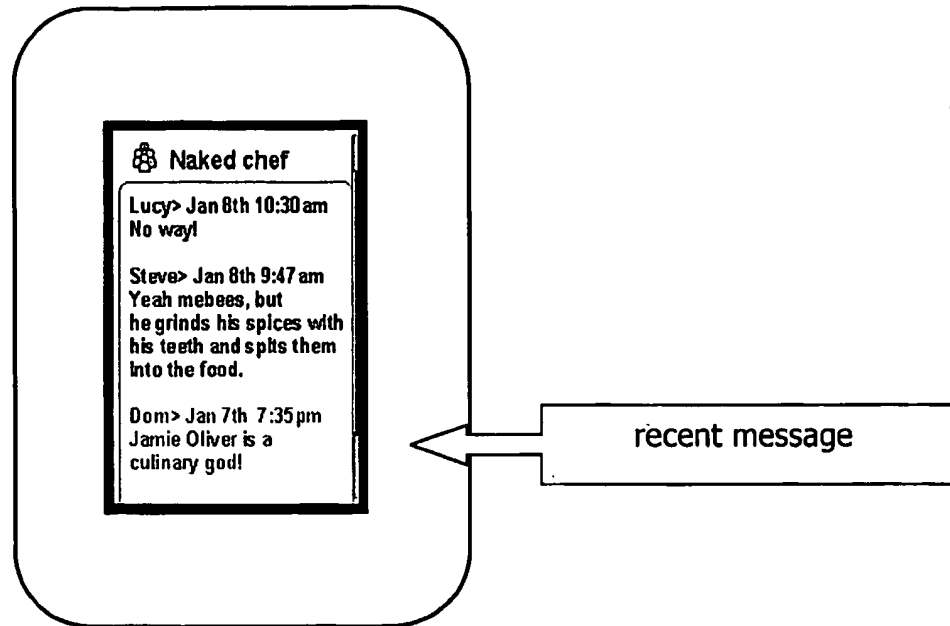 Naked chef
Lucy> Jan 8th 10:30am
No way!
Steve> Jan 8th 9:47am
Yeah mebees, but
he grinds his spices with
his teeth and spits them
into the food.
Dom> Jan 7th 7:35pm
Jamie Oliver is a
culinary god!
recent message